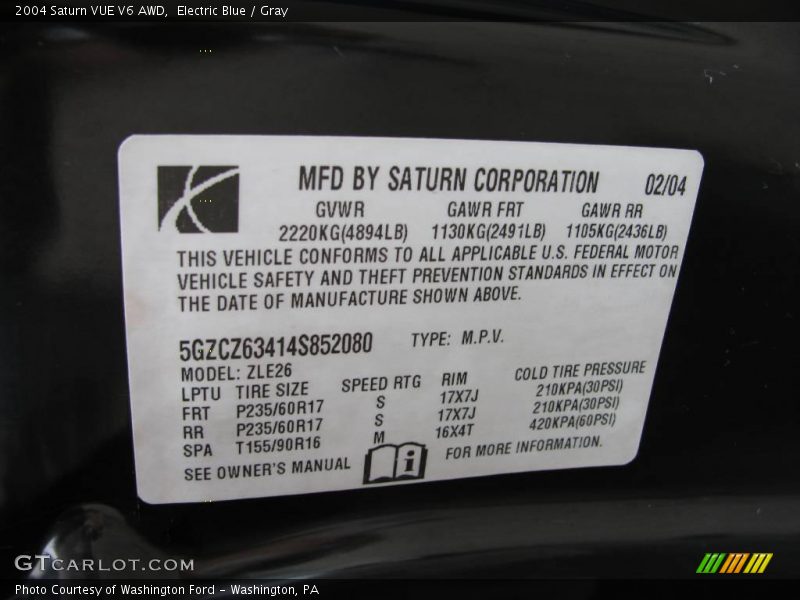 2004 Saturn VUE V6 AWD,  Electric Blue / Gray
MFD BY SATURN CORPORATION 02/04
GVWR GAWR FRT GAWR RR
2220KG(4894LB) 1130KG(2491LB) 1105KG(2436LB)
THIS VEHICLE CONFORMS TO ALL APPLICABLE U.S. FEDERAL MOTOR
VEHICLE SAFETY AND THEFT PREVENTION STANDARDS IN EFFECT ON
THE DATE OF MANUFACTURE SHOWN ABOVE.
5GZCZ63414S852080 TYPE: M.P.V.
MODEL: ZLE26
LPTU TIRE SIZE SPEED RTG RIM COLD TIRE PRESSURE
FRT P235/60R17 S 17X7J 210KPA(30PSI)
RR P235/60R17 S 17X7J 210KPA(30PSI)
SPA T155/90R16 M 16X4T 420KPA(60PSI)
SEE OWNER'S MANUAL i FOR MORE INFORMATION.
GTCARLOT.COM
Photo Courtesy of Washington Ford - Washington, PA